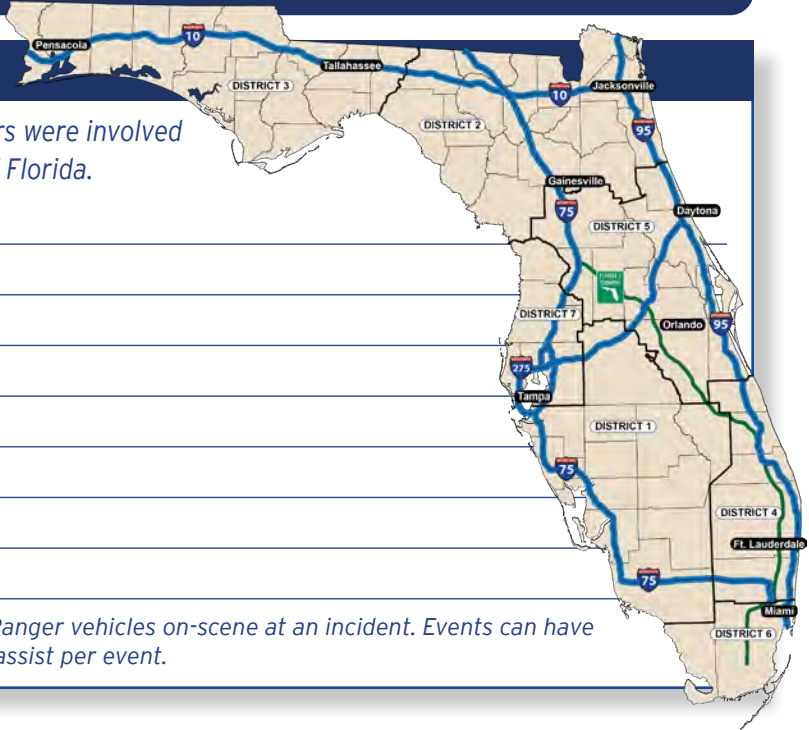 Pensacola
10
Tallahassee
DISTRICT 3
10
Jacksonville
DISTRICT 2
95
rs were involved
Florida.
Gainesville
75
Daytona
DISTRICT 5
DISTRICT 7
Orlando
95
275
Tampa
DISTRICT 1
75
DISTRICT 4
Ft. Lauderdale
75
Miami
anger vehicles on-scene at an incident. Events can have
DISTRICT 6
assist per event.